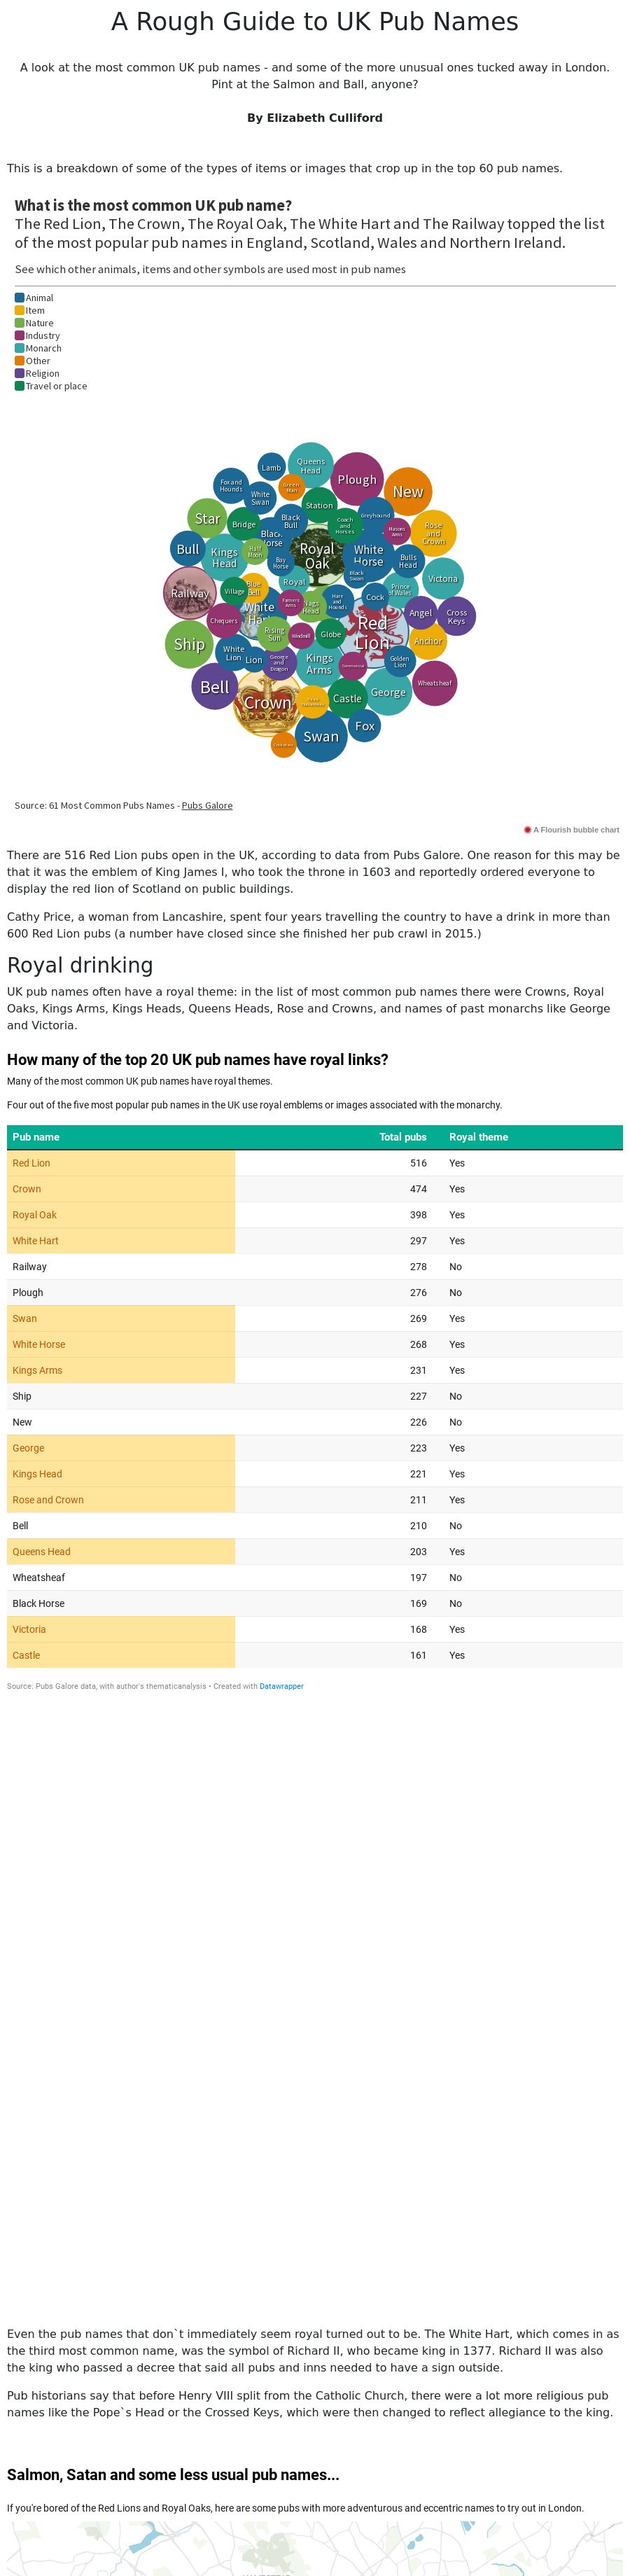 A Rough Guide to UK Pub Names
A look at the most common UK pub names - and some of the more unusual ones tucked away in London.
Pint at the Salmon and Ball, anyone?
By Elizabeth Culliford
This is a breakdown of some of the types of items or images that crop up in the top 60 pub names.
What is the most common UK pub name?
The Red Lion, The Crown, The Royal Oak, The White Hart and The Railway topped the list
of the most popular pub names in England, Scotland, Wales and Northern Ireland.
See which other animals, items and other symbols are used most in pub names
Animal
Item
Nature
Industry
Monarch
Other
Religion
Travel or place
Lamb
Queens
Head
Plough
New
Fox and
Hounds
White
Swan
Green
Man
Station
Greyhound
Star
Bridge
Black
Bull
Coach
and
Horses
Masons
Arms
Rose
and
Crown
Bull
Kings
Head
Half
Moon
Black
Horse
Royal
Oak
White
Horse
Bulls
Head
Bay
Horse
Black
Swan
Victoria
Railway
Village
Blue
Bell
Royal
Prince
of Wales
White
Farmers
Arms
Nags
Head
Hare
and
Hounds
Cock
Angel
Cross
Keys
Chequers
Rising
Sun
Windmill
Globe
Red
Lion
Anchor
Ship
White
Lion
Lion
George
and
Dragon
Kings
Arms
Commercial
Golden
Lion
Bell
Crown
Castle
George
Wheatsheaf
Swan
Fox
Source: 61 Most Common Pubs Names - Pubs Galore
A Flourish bubble chart
There are 516 Red Lion pubs open in the UK, according to data from Pubs Galore. One reason for this may be
that it was the emblem of King James I, who took the throne in 1603 and reportedly ordered everyone to
display the red lion of Scotland on public buildings.
Cathy Price, a woman from Lancashire, spent four years travelling the country to have a drink in more than
600 Red Lion pubs (a number have closed since she finished her pub crawl in 2015.)
Royal drinking
UK pub names often have a royal theme: in the list of most common pub names there were Crowns, Royal
Oaks, Kings Arms, Kings Heads, Queens Heads, Rose and Crowns, and names of past monarchs like George
and Victoria.
How many of the top 20 UK pub names have royal links?
Many of the most common UK pub names have royal themes.
Four out of the five most popular pub names in the UK use royal emblems or images associated with the monarchy.
Pub name Total pubs Royal theme
Red Lion 516 Yes
Crown 474 Yes
Royal Oak 398 Yes
White Hart 297 Yes
Railway 278 No
Plough 276 No
Swan 269 Yes
White Horse 268 Yes
Kings Arms 231 Yes
Ship 227 No
New 226 No
George 223 Yes
Kings Head 221 Yes
Rose and Crown 211 Yes
Bell 210 No
Queens Head 203 Yes
Wheatsheaf 197 No
Black Horse 169 No
Victoria 168 Yes
Castle 161 Yes
Source: Pubs Galore data, with author's thematicanalysis • Created with Datawrapper
Even the pub names that don`t immediately seem royal turned out to be. The White Hart, which comes in as
the third most common name, was the symbol of Richard II, who became king in 1377. Richard II was also
the king who passed a decree that said all pubs and inns needed to have a sign outside.
Pub historians say that before Henry VIII split from the Catholic Church, there were a lot more religious pub
names like the Pope`s Head or the Crossed Keys, which were then changed to reflect allegiance to the king.
Salmon, Satan and some less usual pub names...
If you're bored of the Red Lions and Royal Oaks, here are some pubs with more adventurous and eccentric names to try out in London.